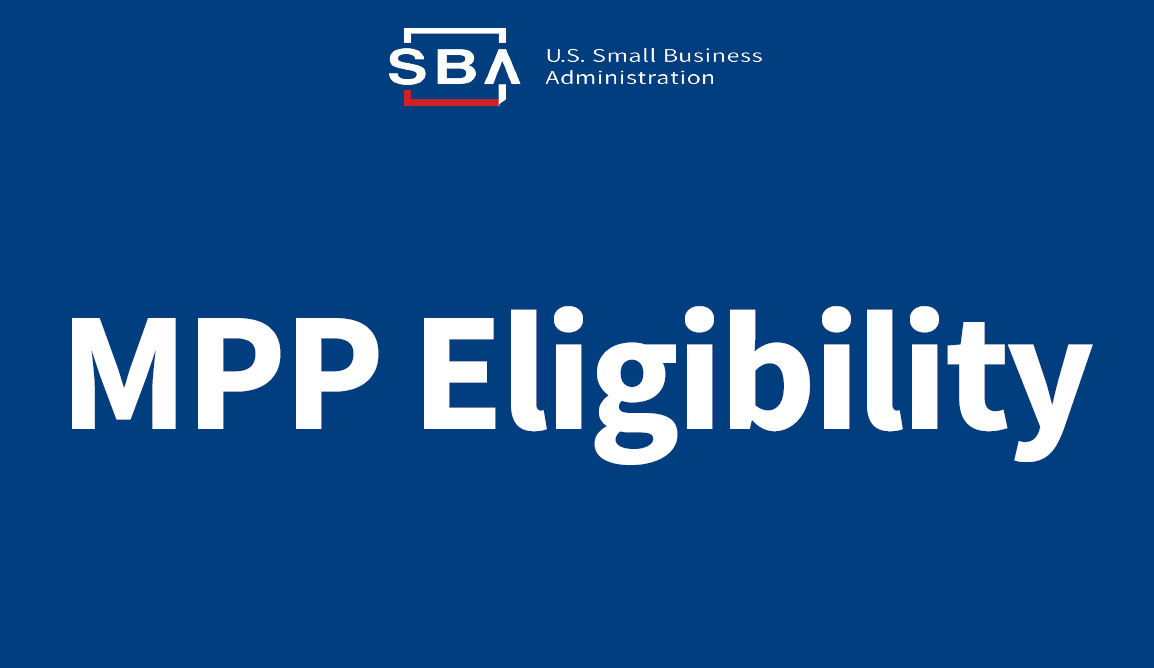 SBA
U.S. Small Business
Administration
MPP Eligibility